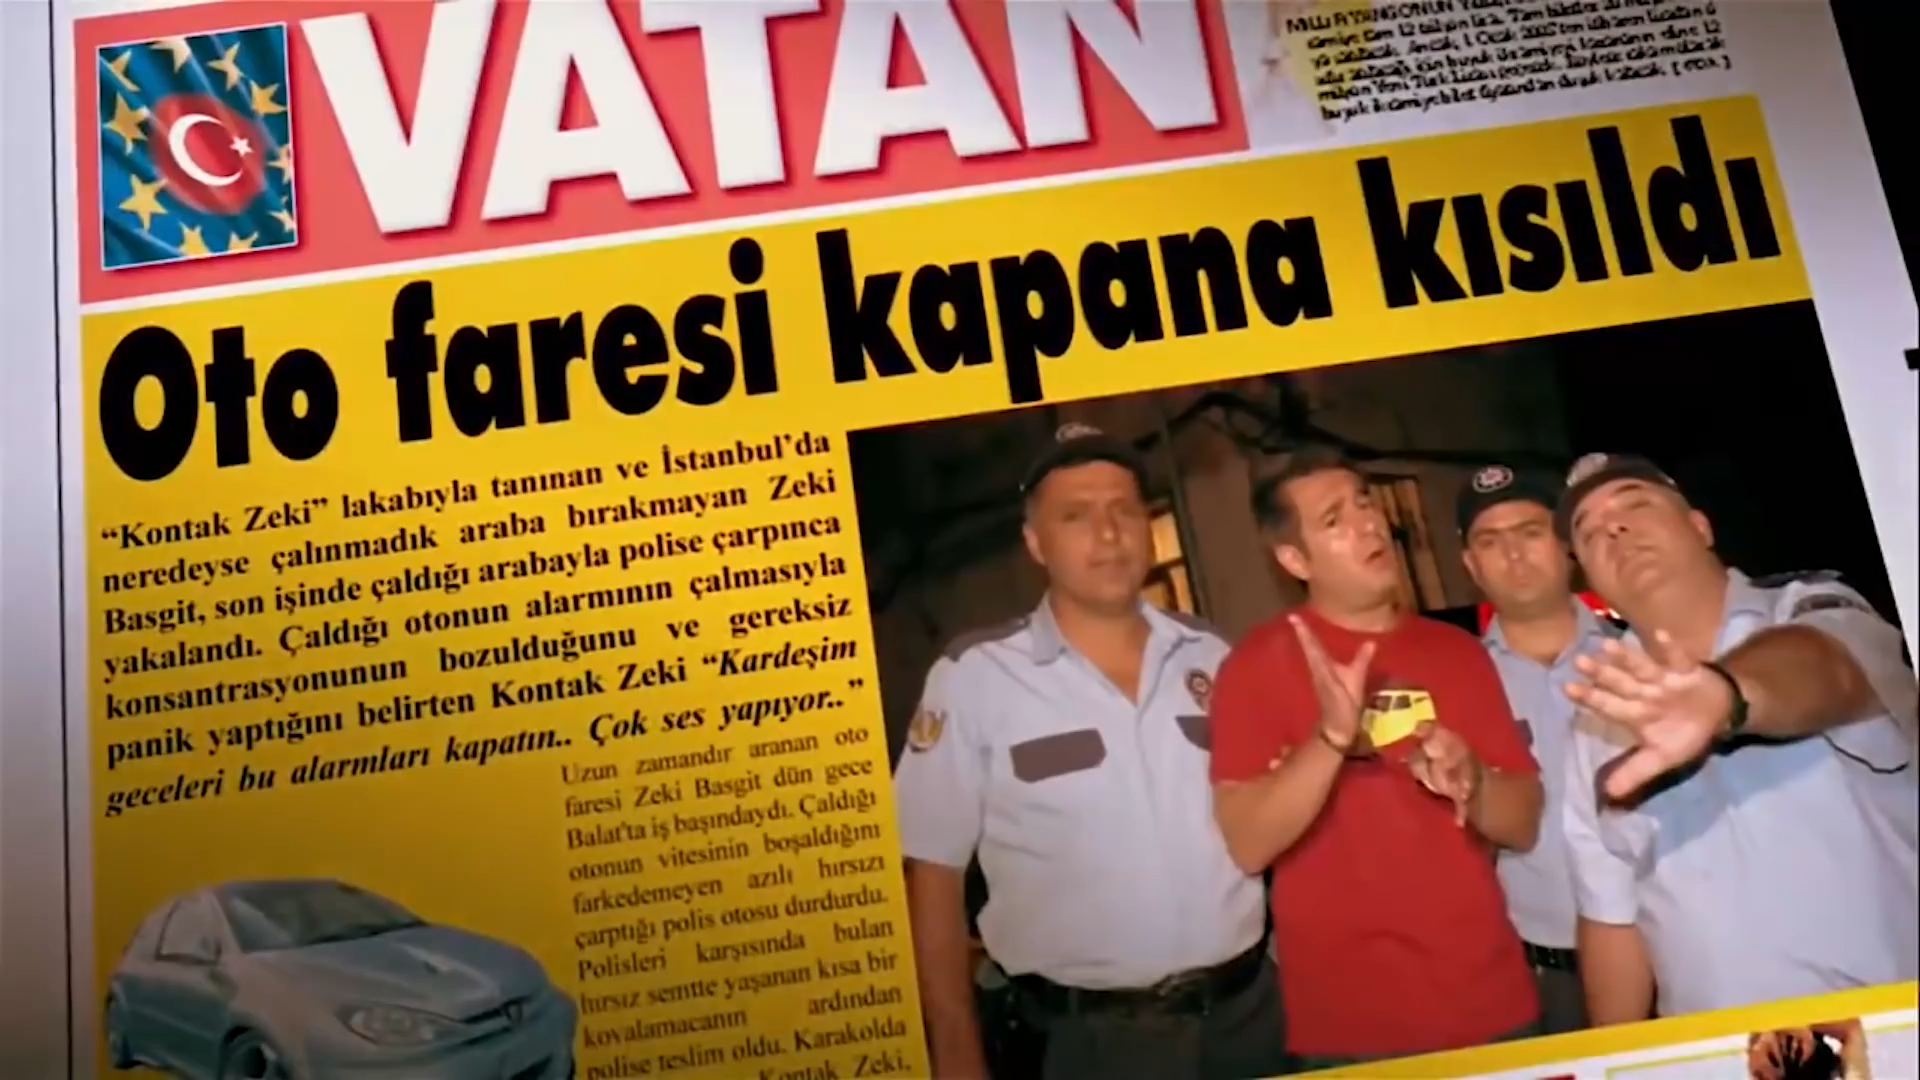 VATAN
Oto faresi kapana kısıldı
“Kontak Zeki” lakabıyla tanınan ve İstanbul’da
neredeyse çalınmadık araba bırakmayan Zeki
Basgit, son işinde çaldığı arabayla polise çarpınca
yakalandı. Çaldığı otonun alarmının çalmasıyla
konsantrasyonunun bozulduğunu ve gereksiz
panik yaptığını belirten Kontak Zeki “Kardeşim
geceleri bu alarmları kapatın.. Çok ses yapıyor..”
Uzun zamandır aranan oto
faresi Zeki Basgit dün gece
Balat'ta iş başındaydı. Çaldığı
otonun vitesinin boşaldığını
farkedemeyen azılı hırsızı
çarptığı polis otosu durdurdu.
Polisleri karşısında bulan
hırsız semtte yaşanan kısa bir
kovalamacanın ardından
polise teslim oldu. Karakolda
Kontak Zeki,